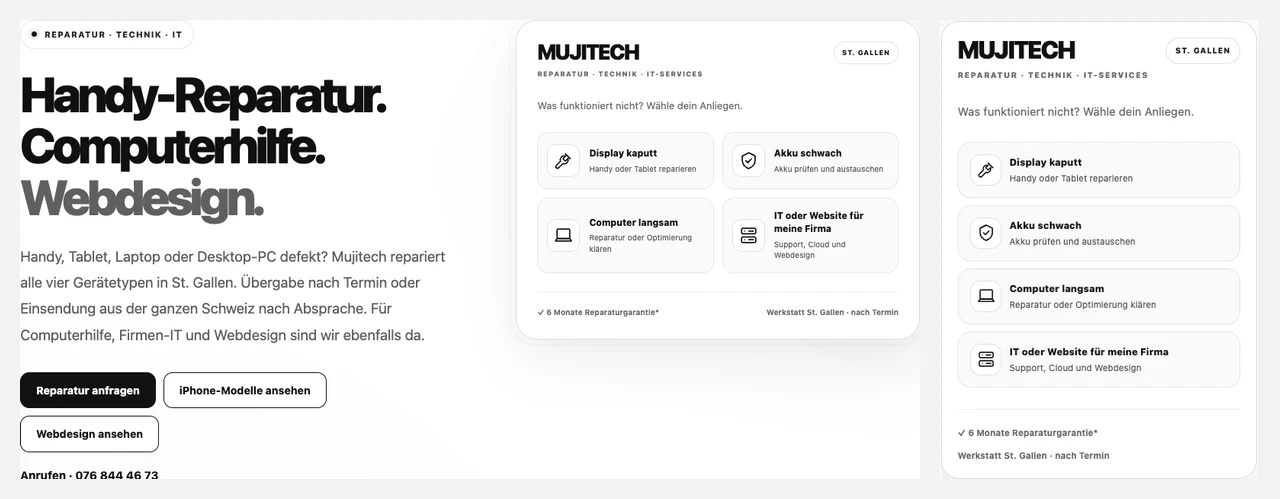 REPARATUR · TECHNIK · IT
Handy-Reparatur.
Computerhilfe.
Webdesign.
Handy, Tablet, Laptop oder Desktop-PC defekt? Mujitech repariert
alle vier Gerätetypen in St. Gallen. Übergabe nach Termin oder
Einsendung aus der ganzen Schweiz nach Absprache. Für
Computerhilfe, Firmen-IT und Webdesign sind wir ebenfalls da.
Reparatur anfragen
iPhone-Modelle ansehen
Webdesign ansehen
Anrufen · 076 844 46 73
MUJITECH
ST. GALLEN
REPARATUR · TECHNIK · IT-SERVICES
Was funktioniert nicht? Wähle dein Anliegen.
Display kaputt
Handy oder Tablet reparieren
Akku schwach
Akku prüfen und austauschen
Computer langsam
Reparatur oder Optimierung
klären
IT oder Website für
meine Firma
Support, Cloud und
Webdesign
✓ 6 Monate Reparaturgarantie*
Werkstatt St. Gallen · nach Termin
MUJITECH
ST. GALLEN
REPARATUR · TECHNIK · IT-SERVICES
Was funktioniert nicht? Wähle dein Anliegen.
Display kaputt
Handy oder Tablet reparieren
Akku schwach
Akku prüfen und austauschen
Computer langsam
Reparatur oder Optimierung klären
IT oder Website für meine Firma
Support, Cloud und Webdesign
✓ 6 Monate Reparaturgarantie*
Werkstatt St. Gallen · nach Termin